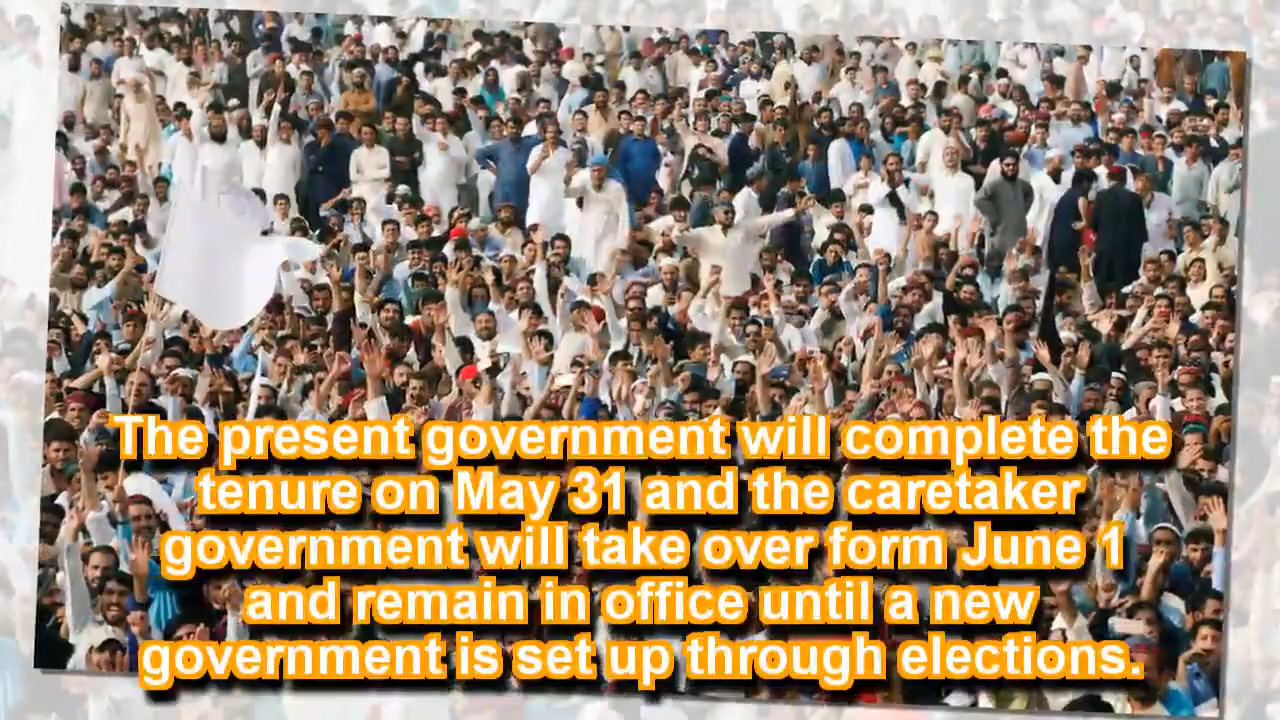 The present government will complete the
tenure on May 31 and the caretaker
government will take over form June 1
and remain in office until a new
government is set up through elections.